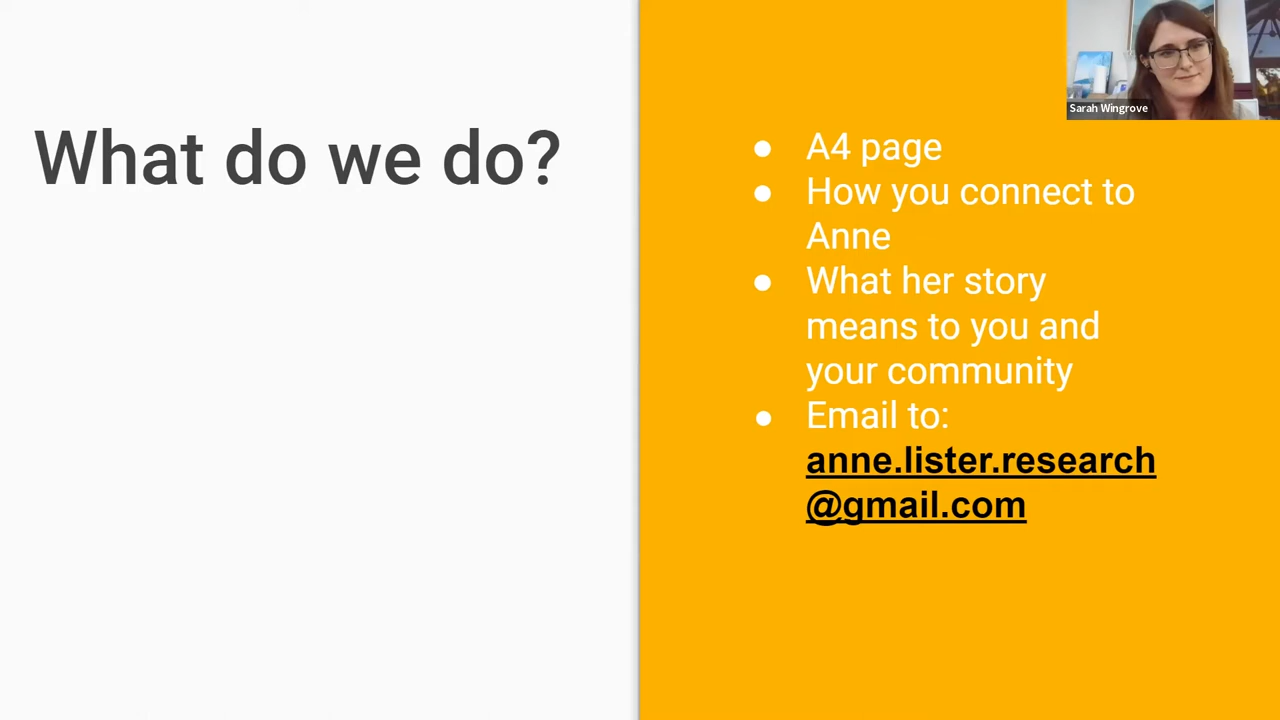 What do we do?
Sarah Wingrove
● A4 page
● How you connect to
Anne
● What her story
means to you and
your community
● Email to:
anne.lister.research
@gmail.com